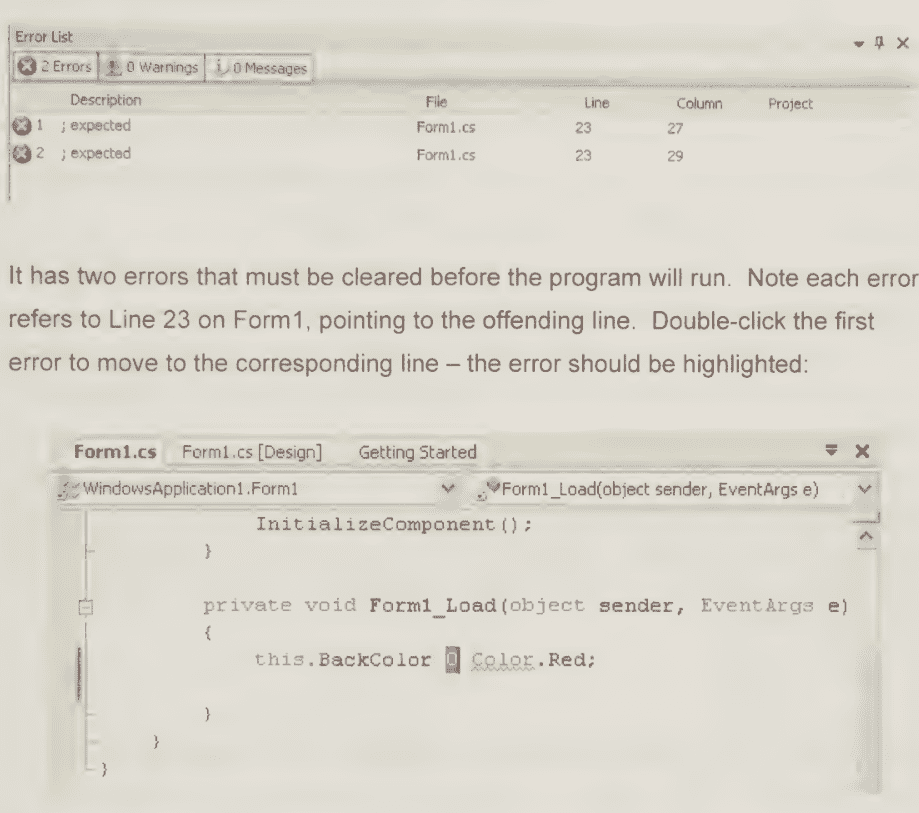 Error List
2 Errors 0 Warnings 0 Messages
Description File Line Column Project
1 ; expected Form1.cs 23 27
2 ; expected Form1.cs 23 29
It has two errors that must be cleared before the program will run. Note each error
refers to Line 23 on Form1, pointing to the offending line. Double-click the first
error to move to the corresponding line – the error should be highlighted:
Form1.cs Form1.cs [Design] Getting Started
WindowsApplication1.Form1 Form1_Load(object sender, EventArgs e)
InitializeComponent();
}
private void Form1_Load(object sender, EventArgs e)
{
this.BackColor Color.Red;
}
}
}